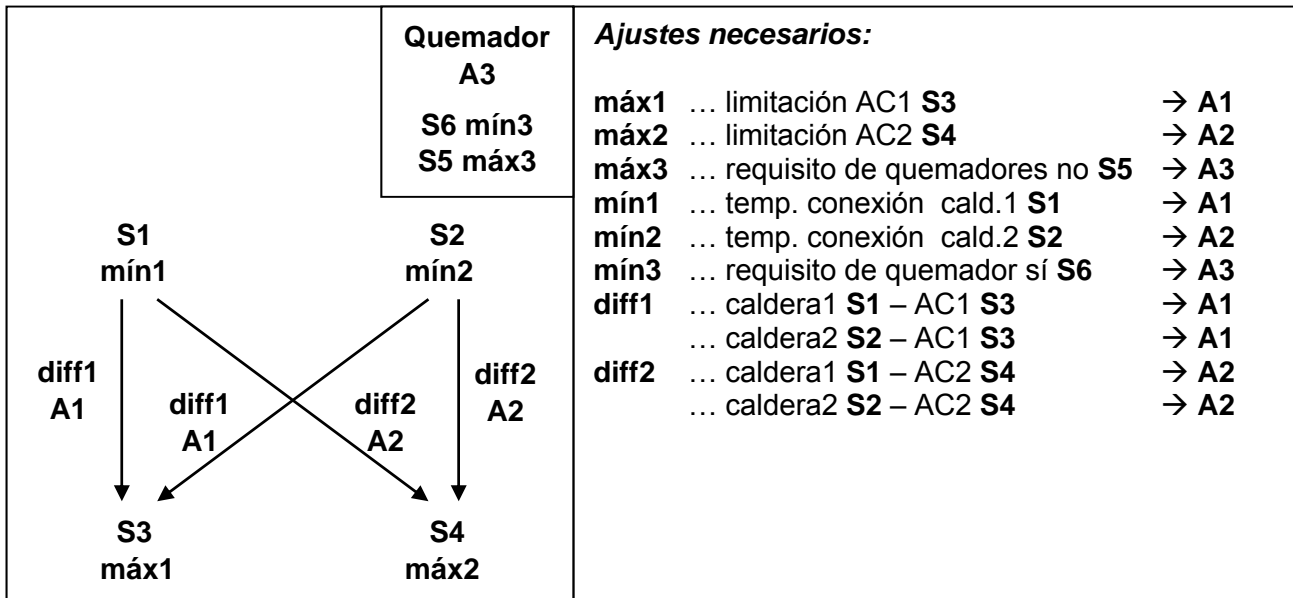 Quemador
A3
S6 mín3
S5 máx3
S1
mín1
S2
mín2
diff1
A1
diff1
A1
diff2
A2
diff2
A2
S3
máx1
S4
máx2
Ajustes necesarios:
máx1 … limitación AC1 S3 → A1
máx2 … limitación AC2 S4 → A2
máx3 … requisito de quemadores no S5 → A3
mín1 … temp. conexión cald.1 S1 → A1
mín2 … temp. conexión cald.2 S2 → A2
mín3 … requisito de quemador sí S6 → A3
diff1 … caldera1 S1 – AC1 S3 → A1
… caldera2 S2 – AC1 S3 → A1
diff2 … caldera1 S1 – AC2 S4 → A2
… caldera2 S2 – AC2 S4 → A2